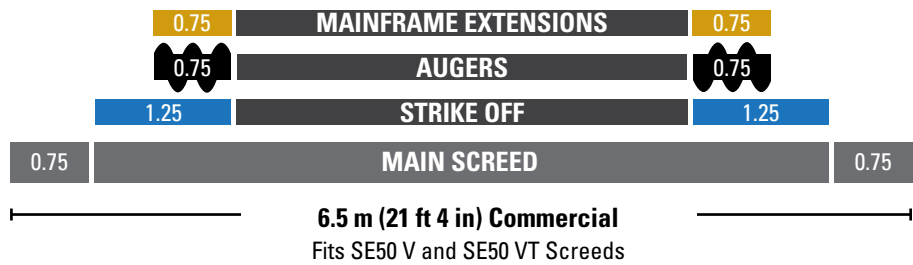 0.75 MAINFRAME EXTENSIONS 0.75
0.75 AUGERS 0.75
1.25 STRIKE OFF 1.25
0.75 MAIN SCREED 0.75
6.5 m (21 ft 4 in) Commercial
Fits SE50 V and SE50 VT Screeds